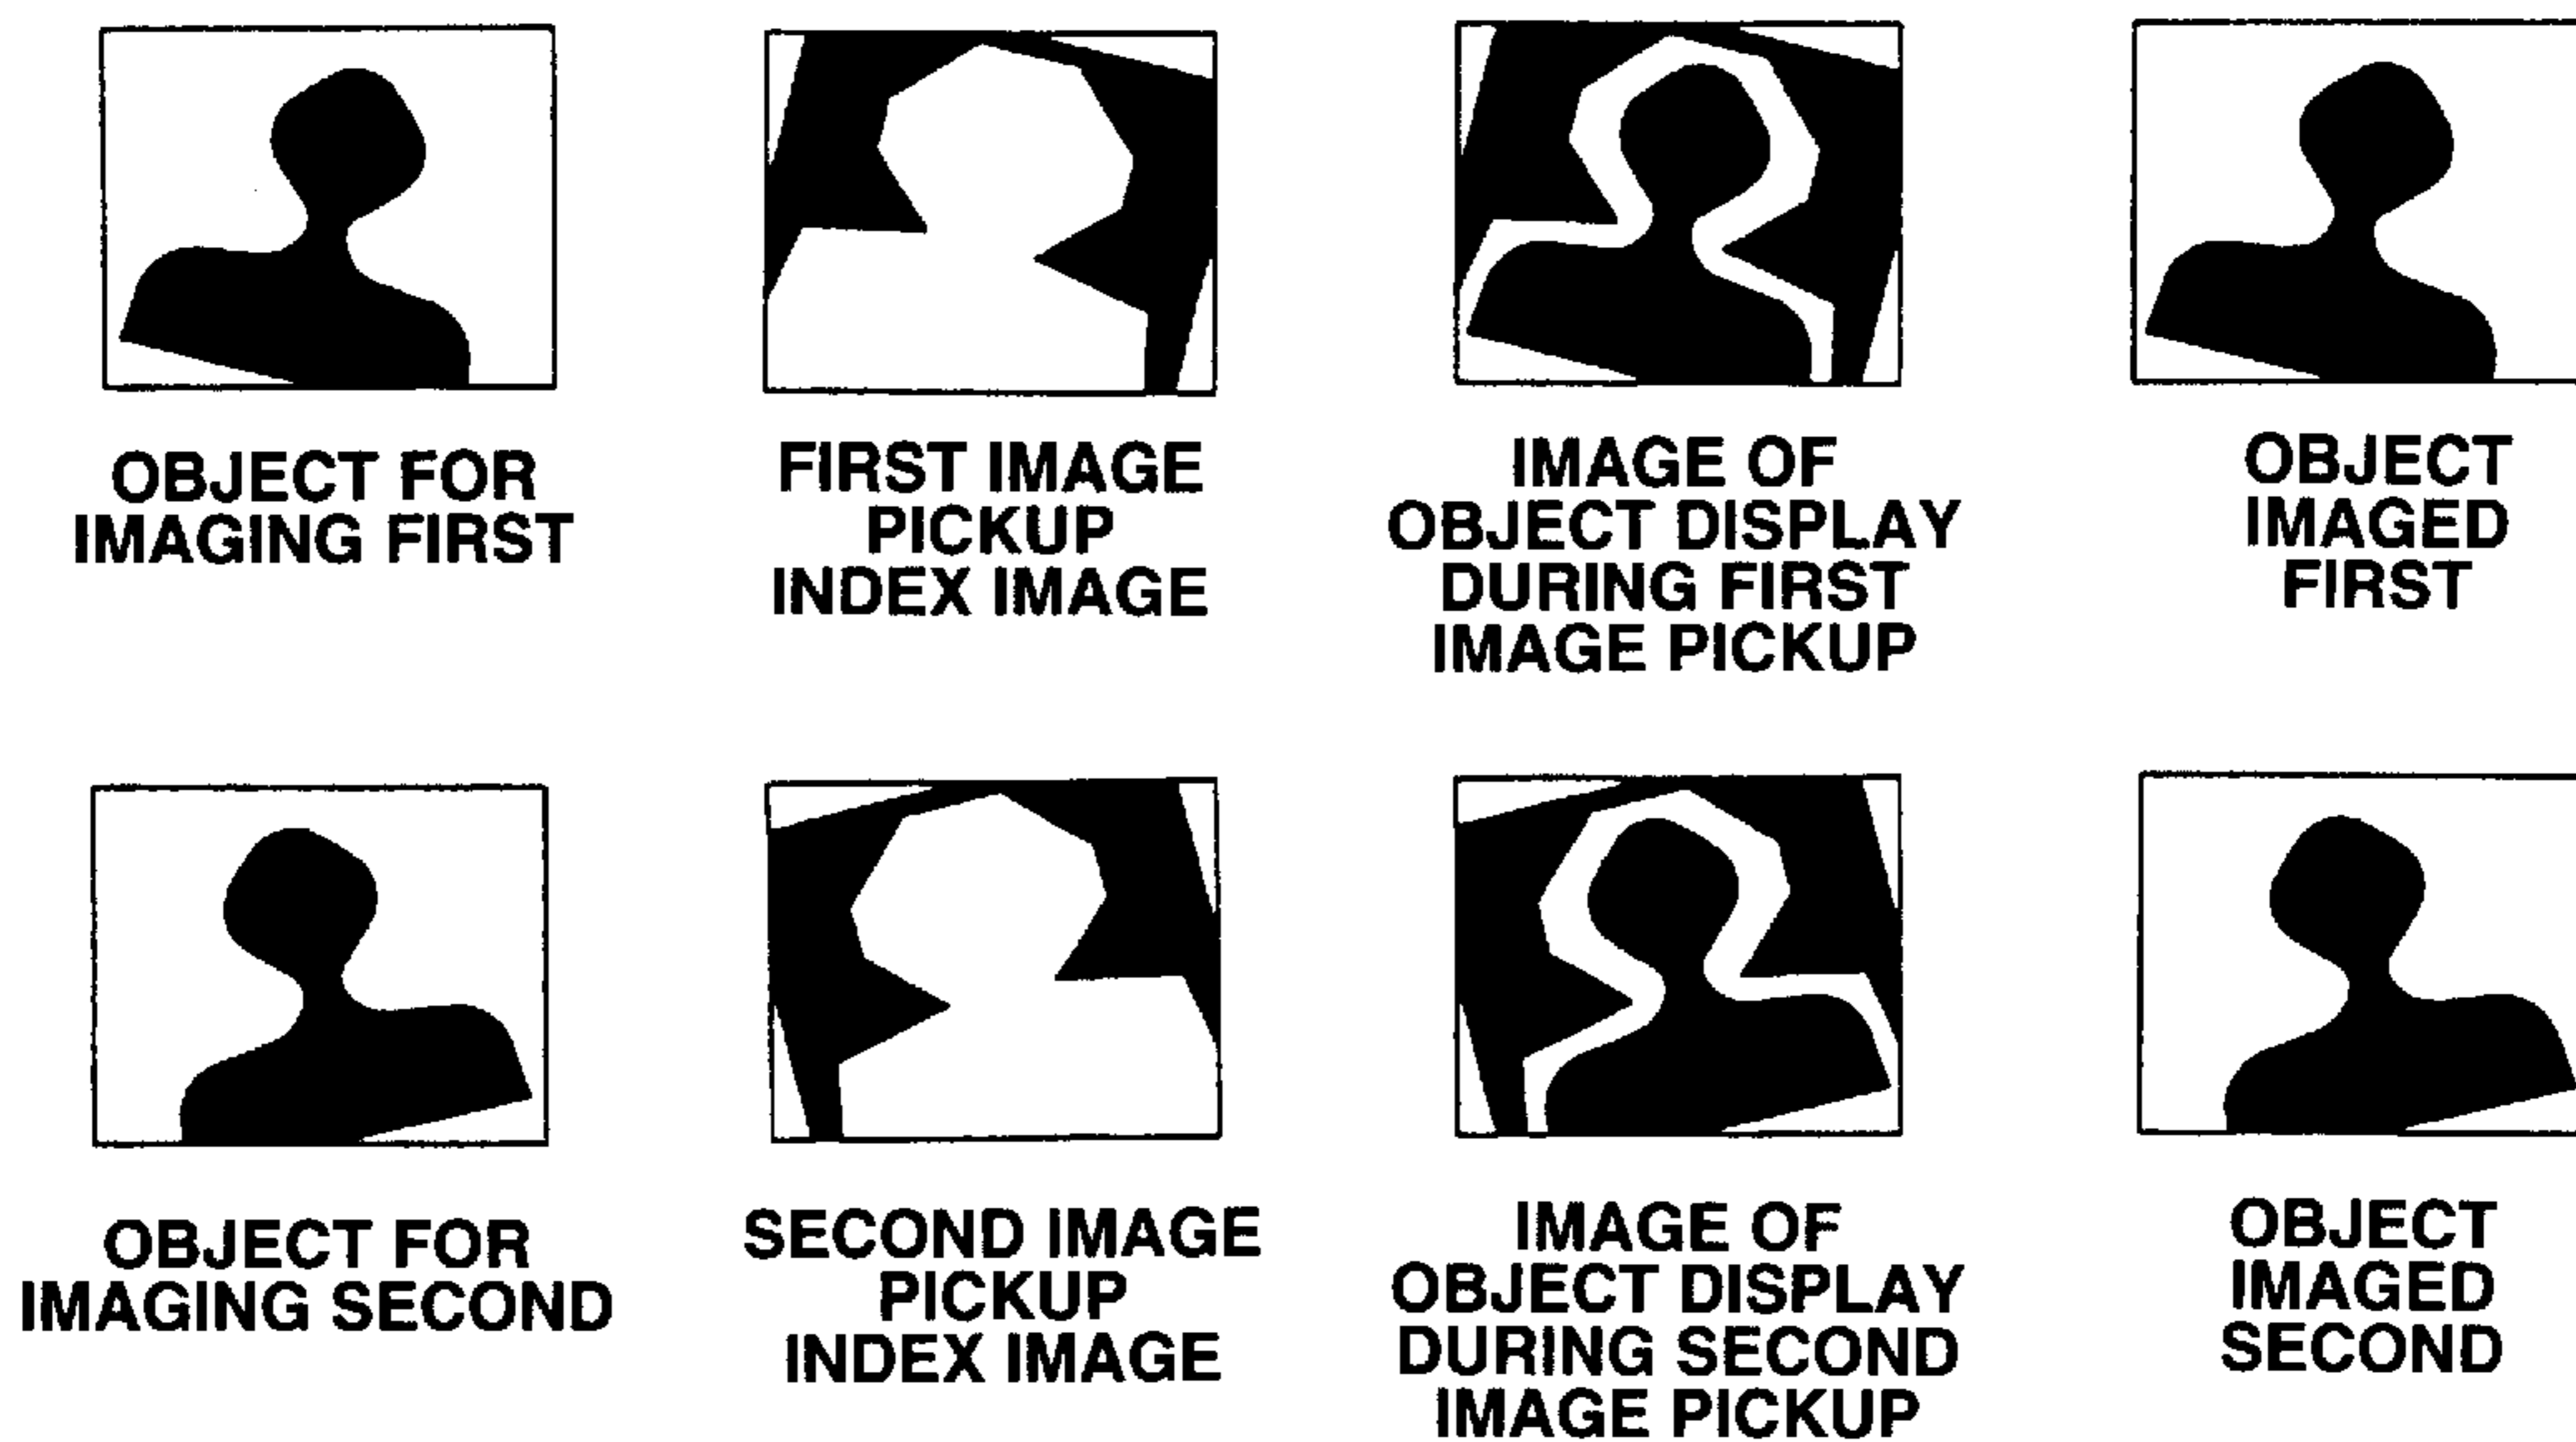 OBJECT FOR
IMAGING FIRST
FIRST IMAGE
PICKUP
INDEX IMAGE
IMAGE OF
OBJECT DISPLAY
DURING FIRST
IMAGE PICKUP
OBJECT
IMAGED
FIRST
OBJECT FOR
IMAGING SECOND
SECOND IMAGE
PICKUP
INDEX IMAGE
IMAGE OF
OBJECT DISPLAY
DURING SECOND
IMAGE PICKUP
OBJECT
IMAGED
SECOND